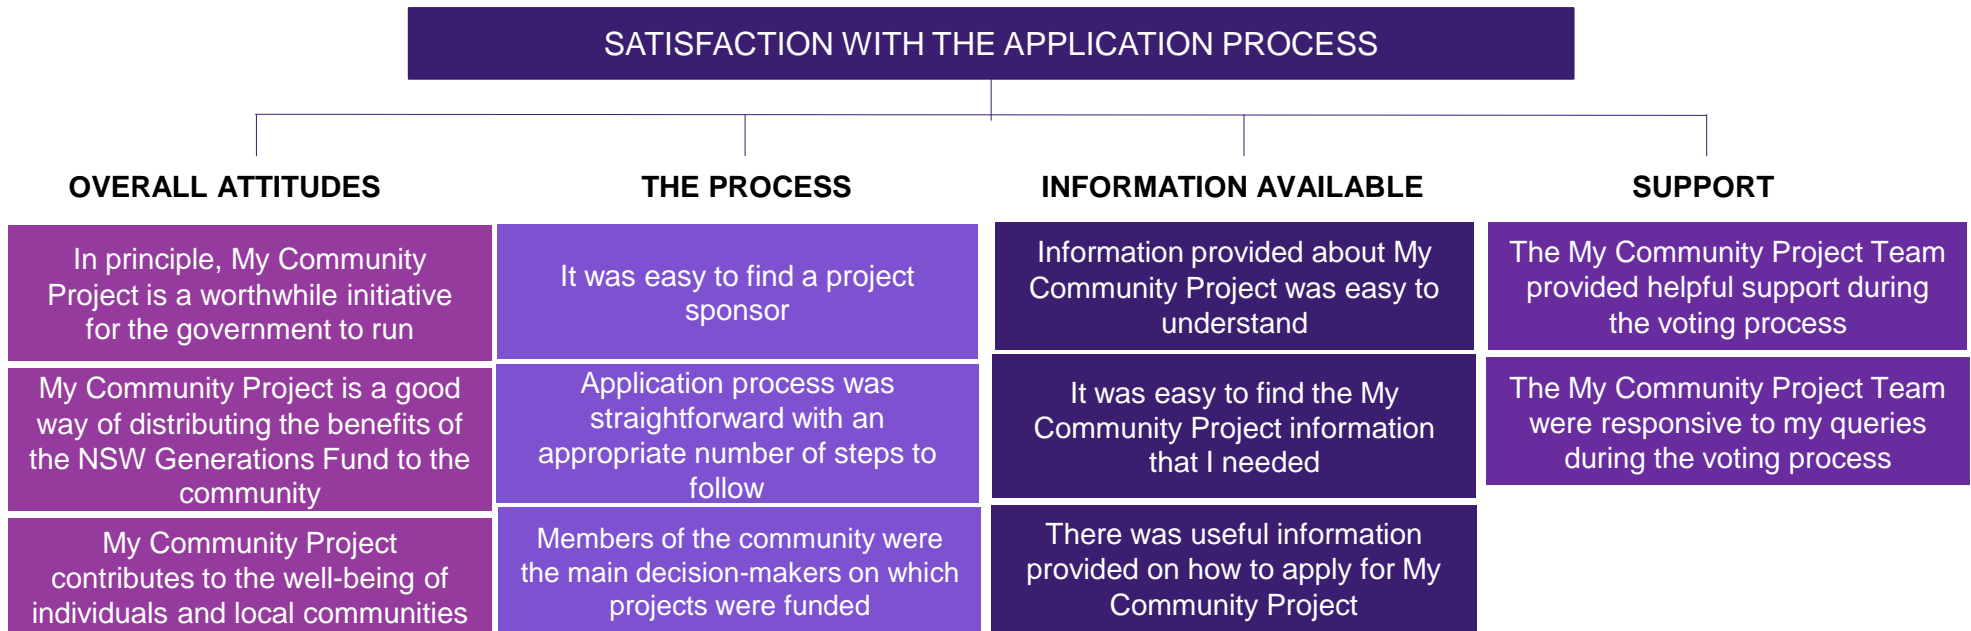 SATISFACTION WITH THE APPLICATION PROCESS
OVERALL ATTITUDES
In principle, My Community
Project is a worthwhile initiative
for the government to run
My Community Project is a good
way of distributing the benefits of
the NSW Generations Fund to the
community
My Community Project
contributes to the well-being of
individuals and local communities
THE PROCESS
It was easy to find a project
sponsor
Application process was
straightforward with an
appropriate number of steps to
follow
Members of the community were
the main decision-makers on which
projects were funded
INFORMATION AVAILABLE
Information provided about My
Community Project was easy to
understand
It was easy to find the My
Community Project information
that I needed
There was useful information
provided on how to apply for My
Community Project
SUPPORT
The My Community Project Team
provided helpful support during
the voting process
The My Community Project Team
were responsive to my queries
during the voting process